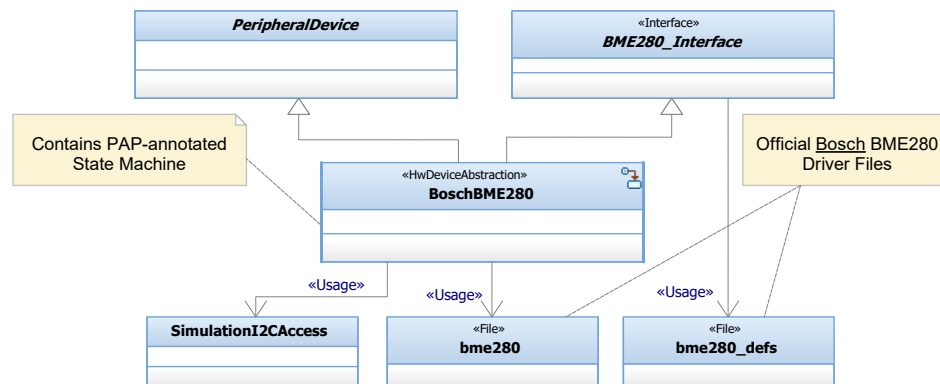 PeripheralDevice
«Interface»
BME280_Interface
Contains PAP-annotated
State Machine
Official Bosch BME280
Driver Files
«HwDeviceAbstraction»
BoschBME280
«Usage»
«Usage»
«Usage»
SimulationI2CAccess
«File»
bme280
«File»
bme280_defs